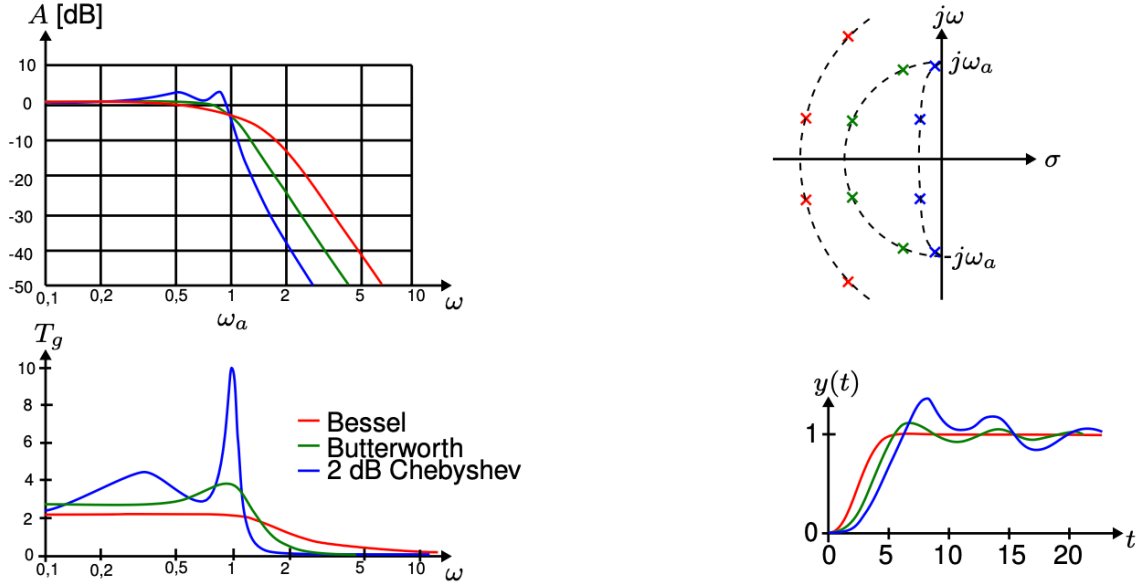 A [dB]
10
0
-10
-20
-30
-40
-50
0,1 0,2 0,5 1 2 5 10 ω
ω_a
jω
jω_a
σ
-jω_a
T_g
10
8
6
4
2
0
0,1 0,2 0,5 1 2 5 10 ω
Bessel
Butterworth
2 dB Chebyshev
y(t)
1
0
0 5 10 15 20 t